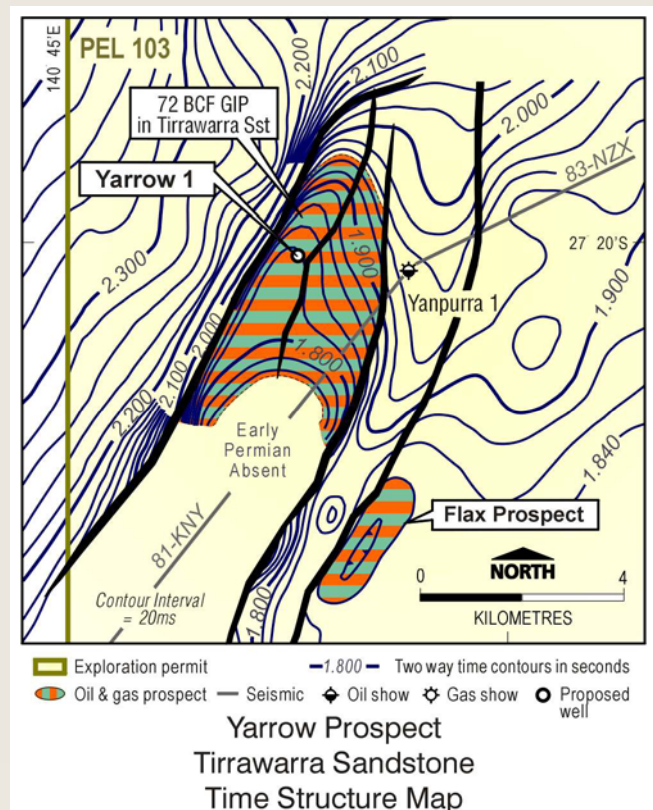 140° 45'E
PEL 103
2.200
2.100
72 BCF GIP
in Tirrawarra Sst
2.000
83-NZX
Yarrow 1
27° 20'S
1.900
2.300
Yanpurra 1
1.900
2.000
2.100
2.200
1.800
Early
Permian
Absent
1.840
81-KNY
Flax Prospect
Contour Interval
= 20ms
1.800
NORTH
0 4
KILOMETRES
Exploration permit
1.800 Two way time contours in seconds
Oil & gas prospect
Seismic
Oil show
Gas show
Proposed
well
Yarrow Prospect
Tirrawarra Sandstone
Time Structure Map